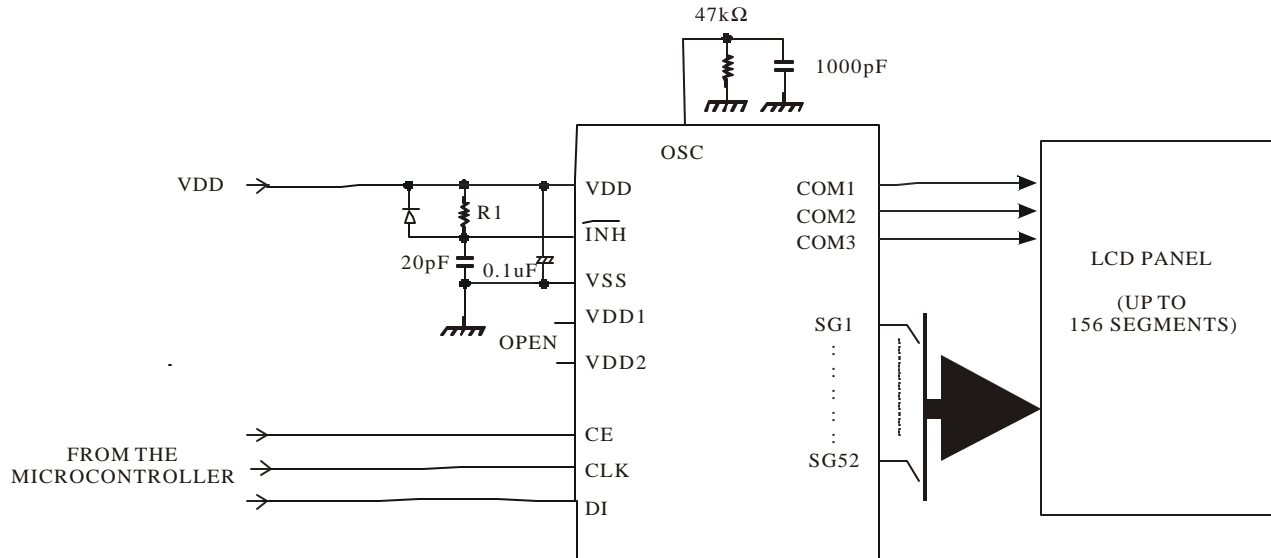 47kΩ
1000pF
OSC
VDD
VDD
COM1
R1
COM2
INH
COM3
20pF
0.1uF
VSS
LCD PANEL
(UP TO
156 SEGMENTS)
VDD1
SG1
OPEN
VDD2
CE
FROM THE
MICROCONTROLLER
CLK
SG52
DI